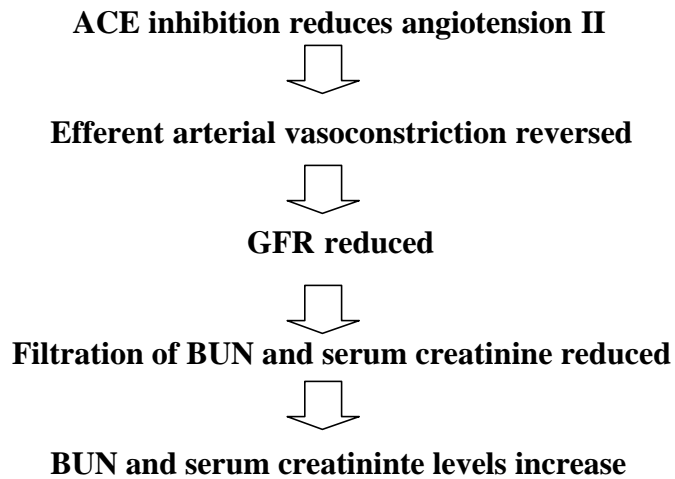 ACE inhibition reduces angiotension II
Efferent arterial vasoconstriction reversed
GFR reduced
Filtration of BUN and serum creatinine reduced
BUN and serum creatininte levels increase